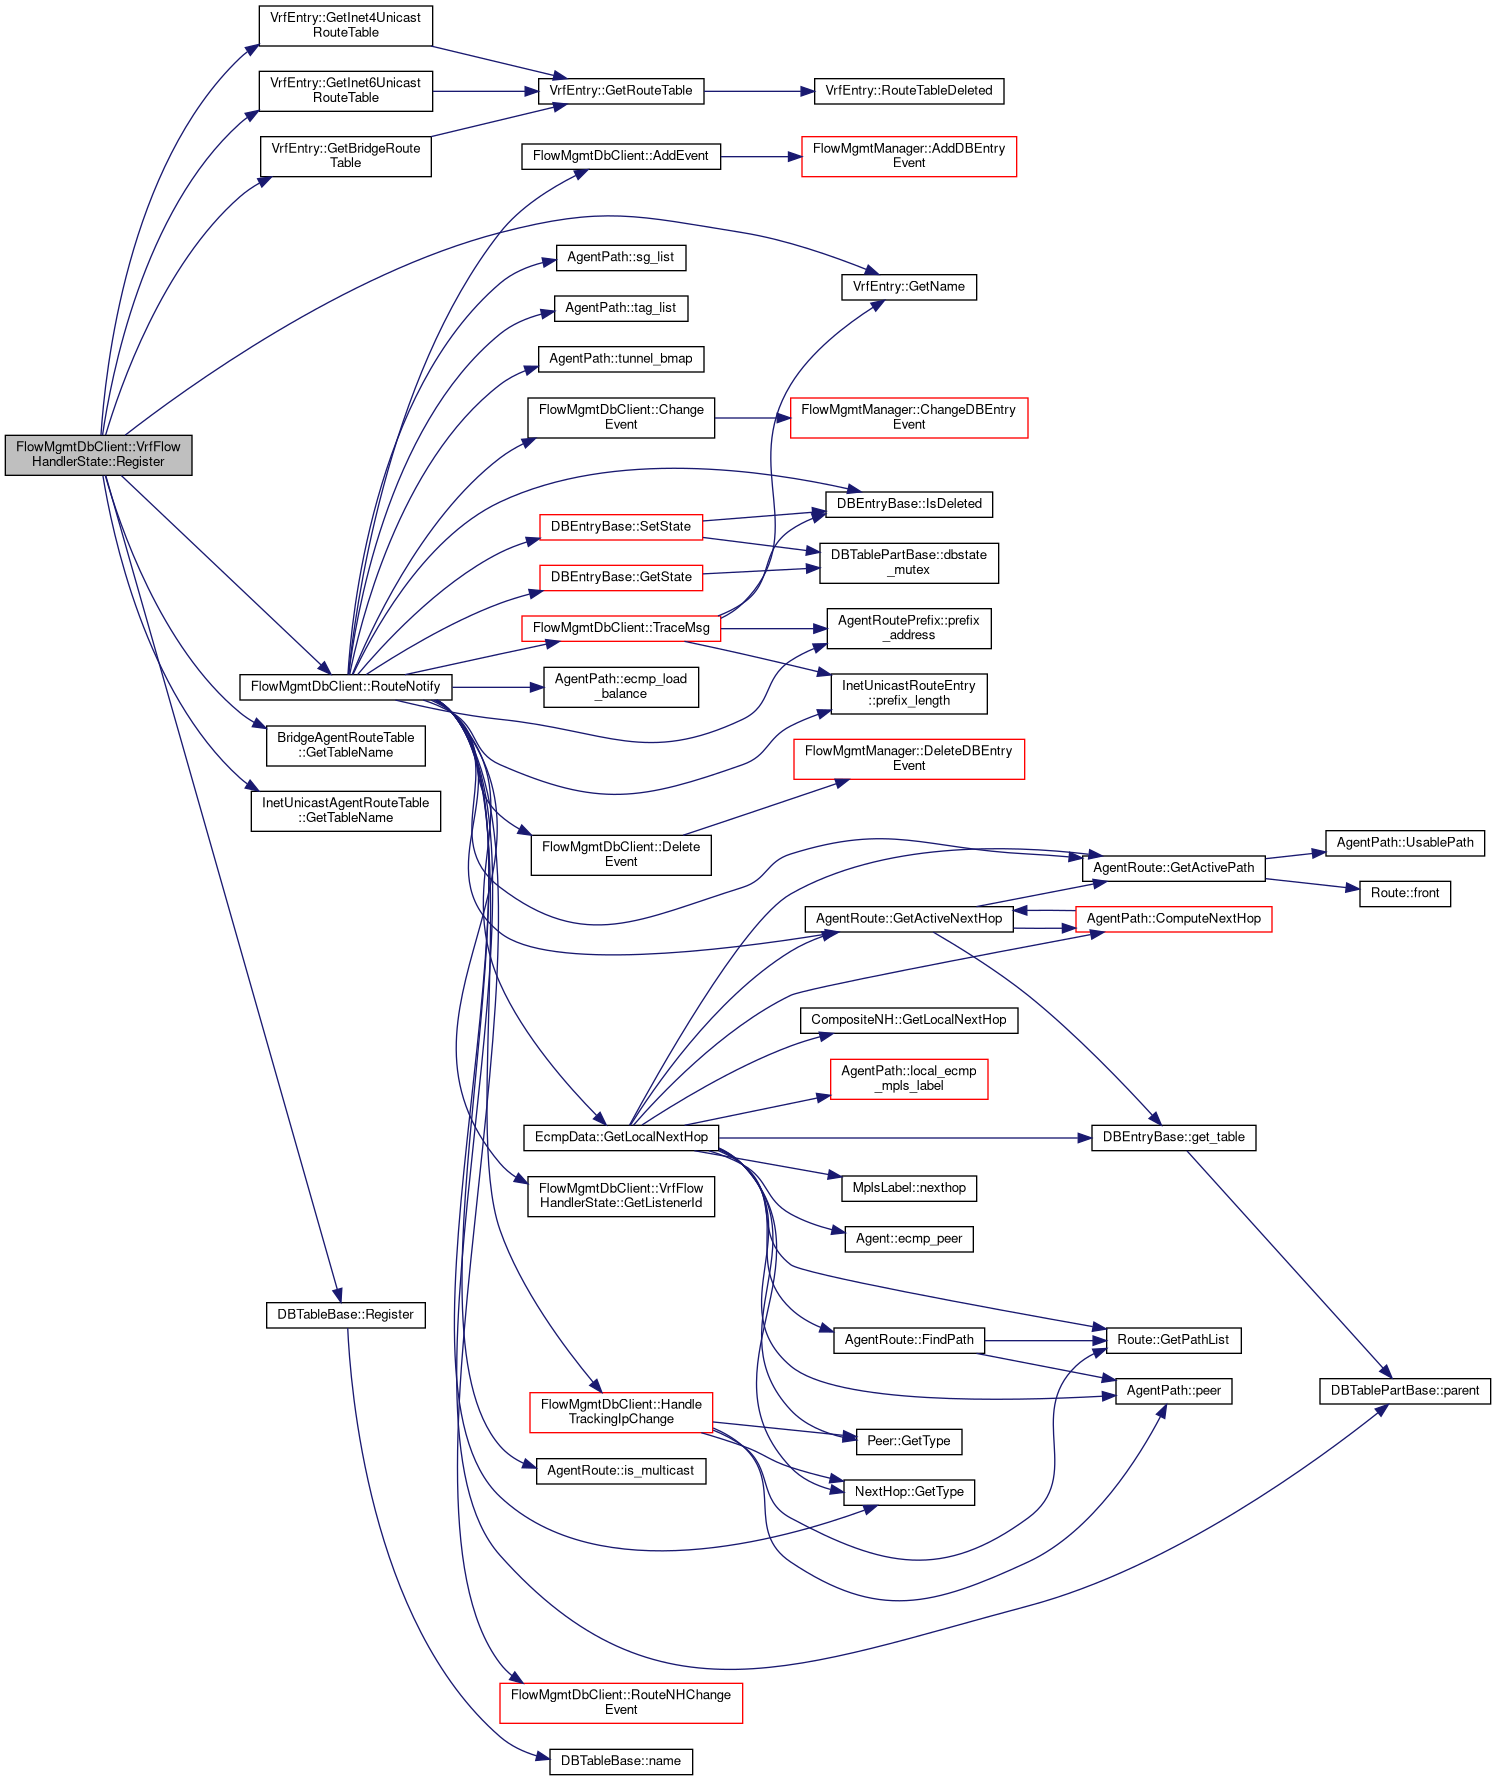 VrfEntry::GetInet4Unicast
RouteTable
VrfEntry::GetInet6Unicast
RouteTable
VrfEntry::GetRouteTable
VrfEntry::RouteTableDeleted
VrfEntry::GetBridgeRoute
Table
FlowMgmtDbClient::AddEvent
FlowMgmtManager::AddDBEntry
Event
AgentPath::sg_list
VrfEntry::GetName
AgentPath::tag_list
AgentPath::tunnel_bmap
FlowMgmtDbClient::Change
Event
FlowMgmtManager::ChangeDBEntry
Event
FlowMgmtDbClient::VrfFlow
HandlerState::Register
DBEntryBase::IsDeleted
DBEntryBase::SetState
DBTablePartBase::dbstate
_mutex
DBEntryBase::GetState
FlowMgmtDbClient::TraceMsg
AgentRoutePrefix::prefix
_address
FlowMgmtDbClient::RouteNotify
AgentPath::ecmp_load
_balance
InetUnicastRouteEntry
::prefix_length
BridgeAgentRouteTable
::GetTableName
FlowMgmtManager::DeleteDBEntry
Event
InetUnicastAgentRouteTable
::GetTableName
FlowMgmtDbClient::Delete
Event
AgentPath::UsablePath
AgentRoute::GetActivePath
Route::front
AgentRoute::GetActiveNextHop
AgentPath::ComputeNextHop
CompositeNH::GetLocalNextHop
AgentPath::local_ecmp
_mpls_label
EcmpData::GetLocalNextHop
DBEntryBase::get_table
FlowMgmtDbClient::VrfFlow
HandlerState::GetListenerId
MplsLabel::nexthop
Agent::ecmp_peer
DBTableBase::Register
AgentRoute::FindPath
Route::GetPathList
FlowMgmtDbClient::Handle
TrackingIpChange
AgentPath::peer
DBTablePartBase::parent
Peer::GetType
AgentRoute::is_multicast
NextHop::GetType
FlowMgmtDbClient::RouteNHChange
Event
DBTableBase::name